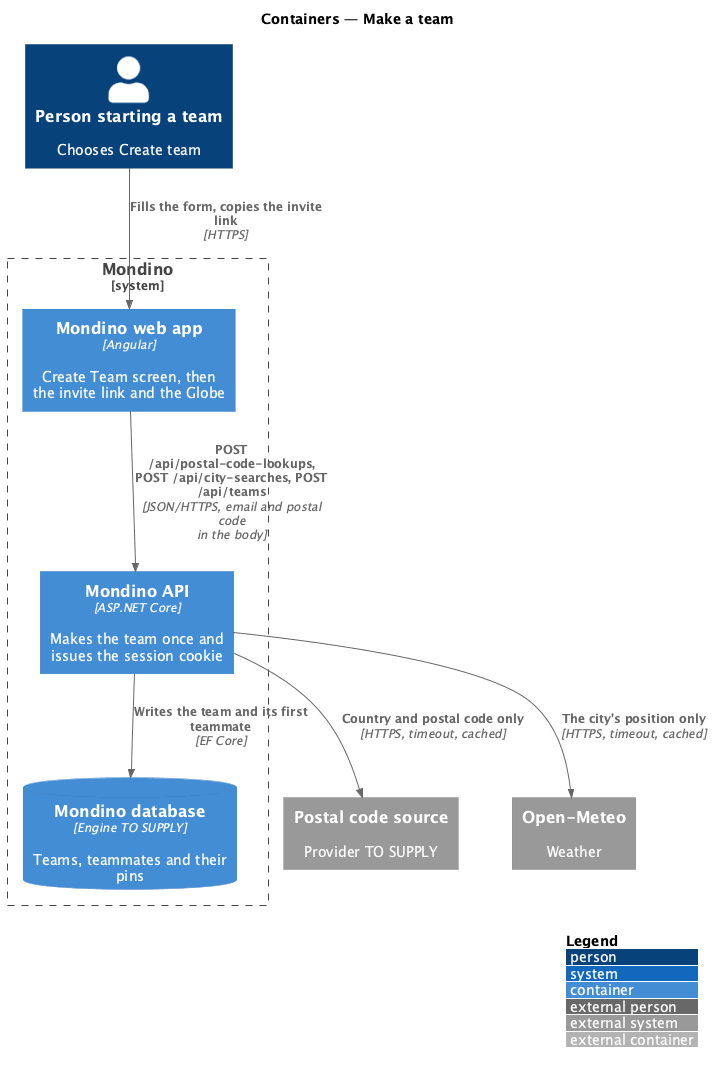 Containers — Make a team
Person starting a team
Chooses Create team
Fills the form, copies the invite
link
[HTTPS]
Mondino
[system]
Mondino web app
[Angular]
Create Team screen, then
the invite link and the Globe
POST
/api/postal-code-lookups,
POST /api/city-searches, POST
/api/teams
[JSON/HTTPS, email and postal
code
in the body]
Mondino API
[ASP.NET Core]
Makes the team once and
issues the session cookie
Writes the team and its first
teammate
[EF Core]
Country and postal code only
[HTTPS, timeout, cached]
The city's position only
[HTTPS, timeout, cached]
Mondino database
[Engine TO SUPPLY]
Teams, teammates and their
pins
Postal code source
Provider TO SUPPLY
Open-Meteo
Weather
Legend
person
system
container
external person
external system
external container